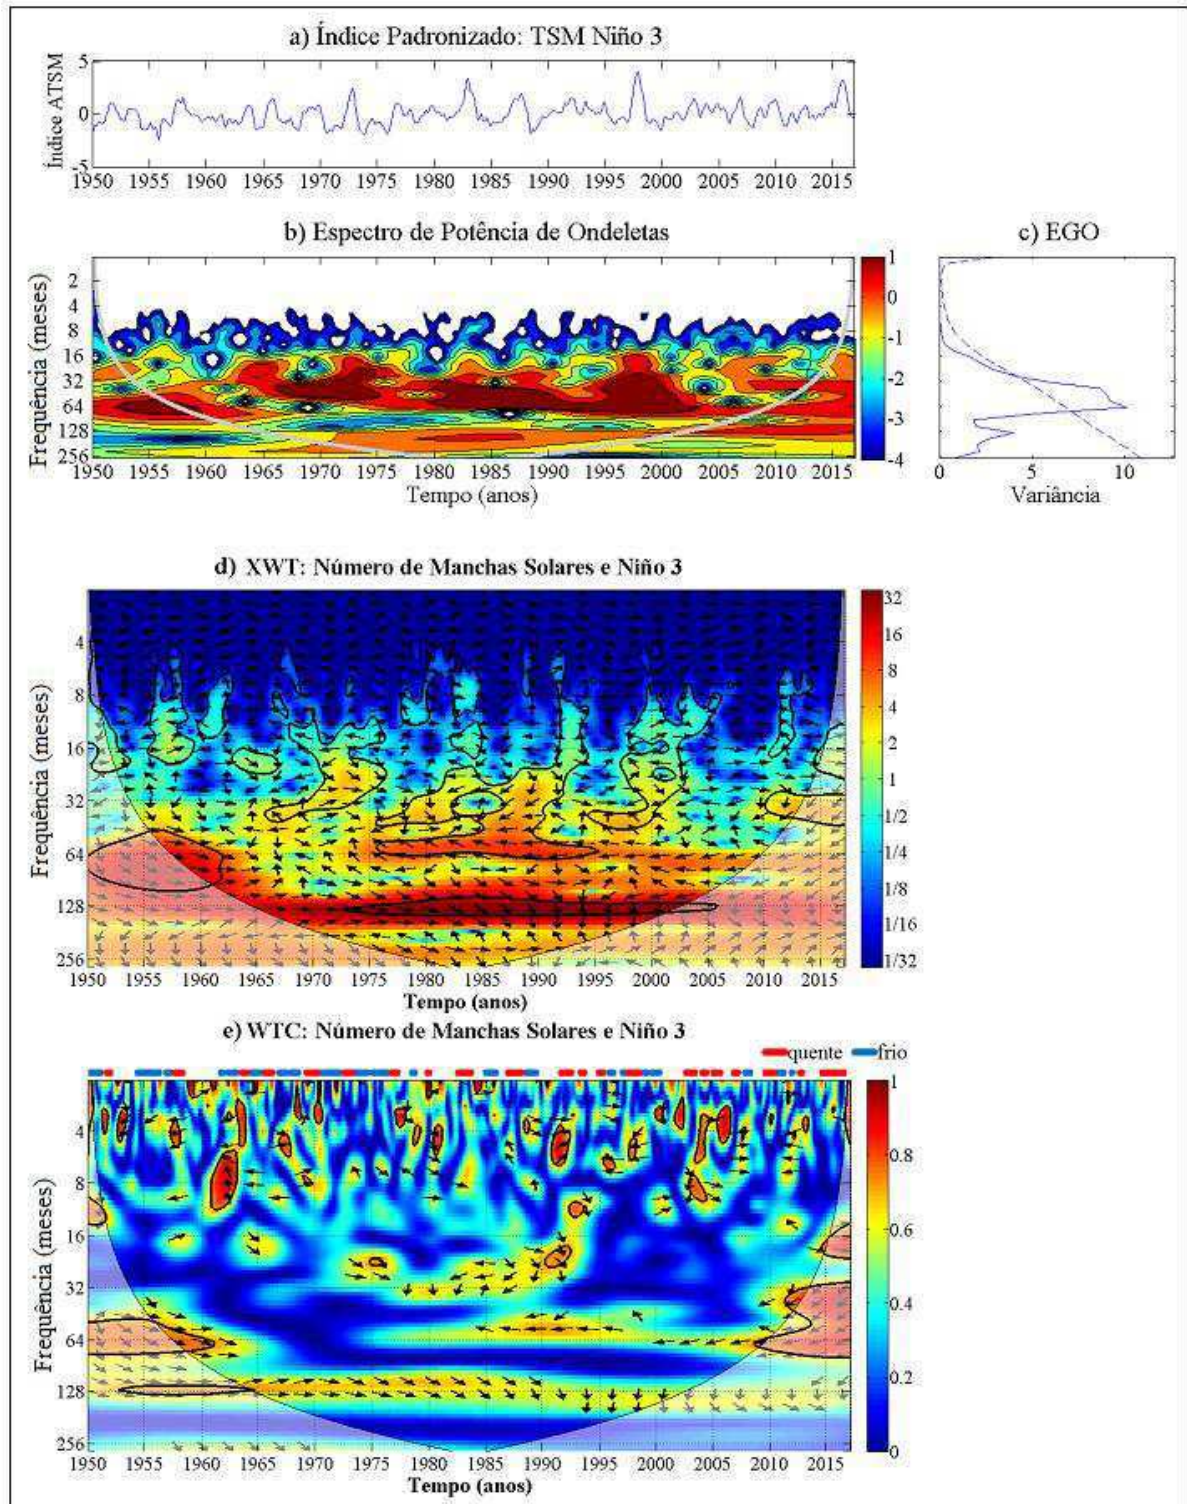 a) Índice Padronizado: TSM Niño 3
Índice ATSM
5
0
-5
1950 1955 1960 1965 1970 1975 1980 1985 1990 1995 2000 2005 2010 2015
b) Espectro de Potência de Ondeletas
c) EGO
Frequência (meses)
2
4
8
16
32
64
128
256
1950 1955 1960 1965 1970 1975 1980 1985 1990 1995 2000 2005 2010 2015
Tempo (anos)
1
0
-1
-2
-3
-4
0 5 10
Variância
d) XWT: Número de Manchas Solares e Niño 3
Frequência (meses)
4
8
16
32
64
128
256
1950 1955 1960 1965 1970 1975 1980 1985 1990 1995 2000 2005 2010 2015
Tempo (anos)
32
16
8
4
2
1
1/2
1/4
1/8
1/16
1/32
e) WTC: Número de Manchas Solares e Niño 3
quente frio
Frequência (meses)
4
8
16
32
64
128
256
1950 1955 1960 1965 1970 1975 1980 1985 1990 1995 2000 2005 2010 2015
Tempo (anos)
1
0.8
0.6
0.4
0.2
0